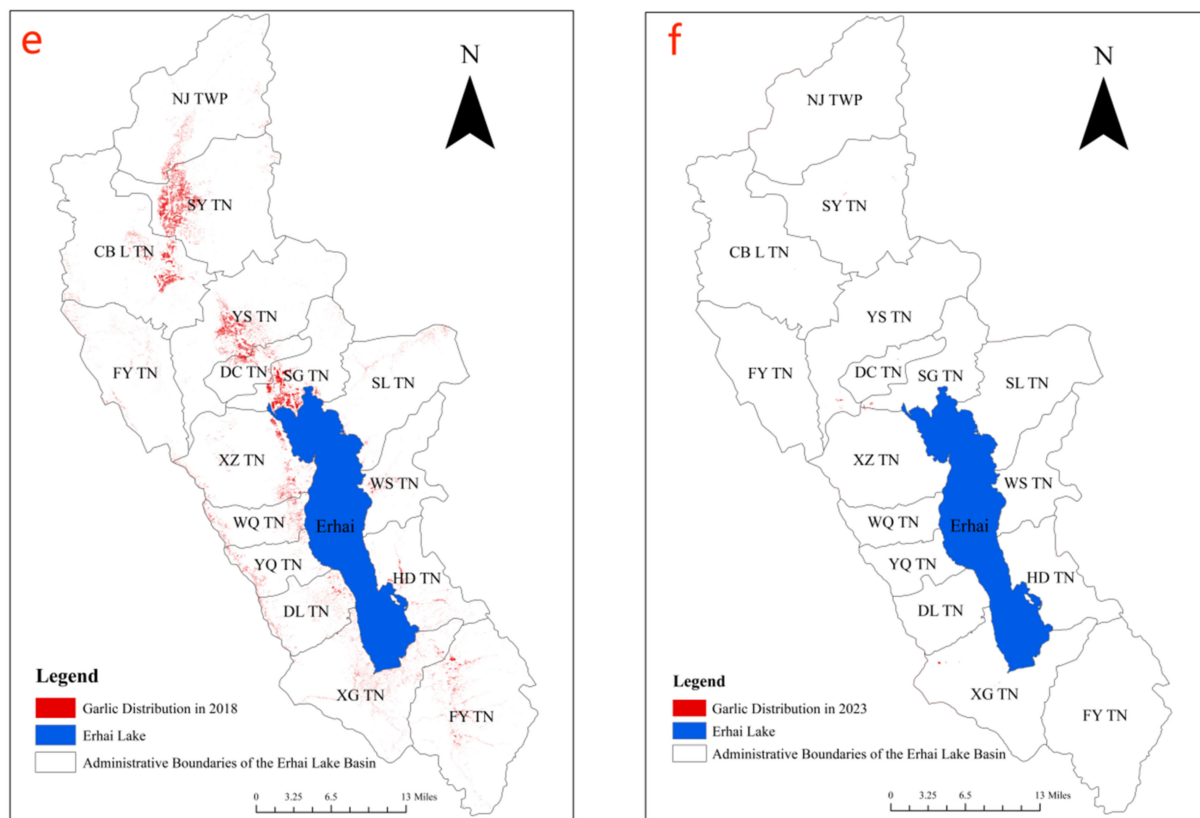 e
N
NJ TWP
SY TN
CB L TN
YS TN
FY TN
DC TN
SG TN
SL TN
XZ TN
WS TN
WQ TN
Erhai
YQ TN
HD TN
DL TN
XG TN
FY TN
Legend
Garlic Distribution in 2018
Erhai Lake
Administrative Boundaries of the Erhai Lake Basin
0 3.25 6.5 13 Miles
f
N
NJ TWP
SY TN
CB L TN
YS TN
FY TN
DC TN
SG TN
SL TN
XZ TN
WS TN
WQ TN
Erhai
YQ TN
HD TN
DL TN
XG TN
FY TN
Legend
Garlic Distribution in 2023
Erhai Lake
Administrative Boundaries of the Erhai Lake Basin
0 3.25 6.5 13 Miles